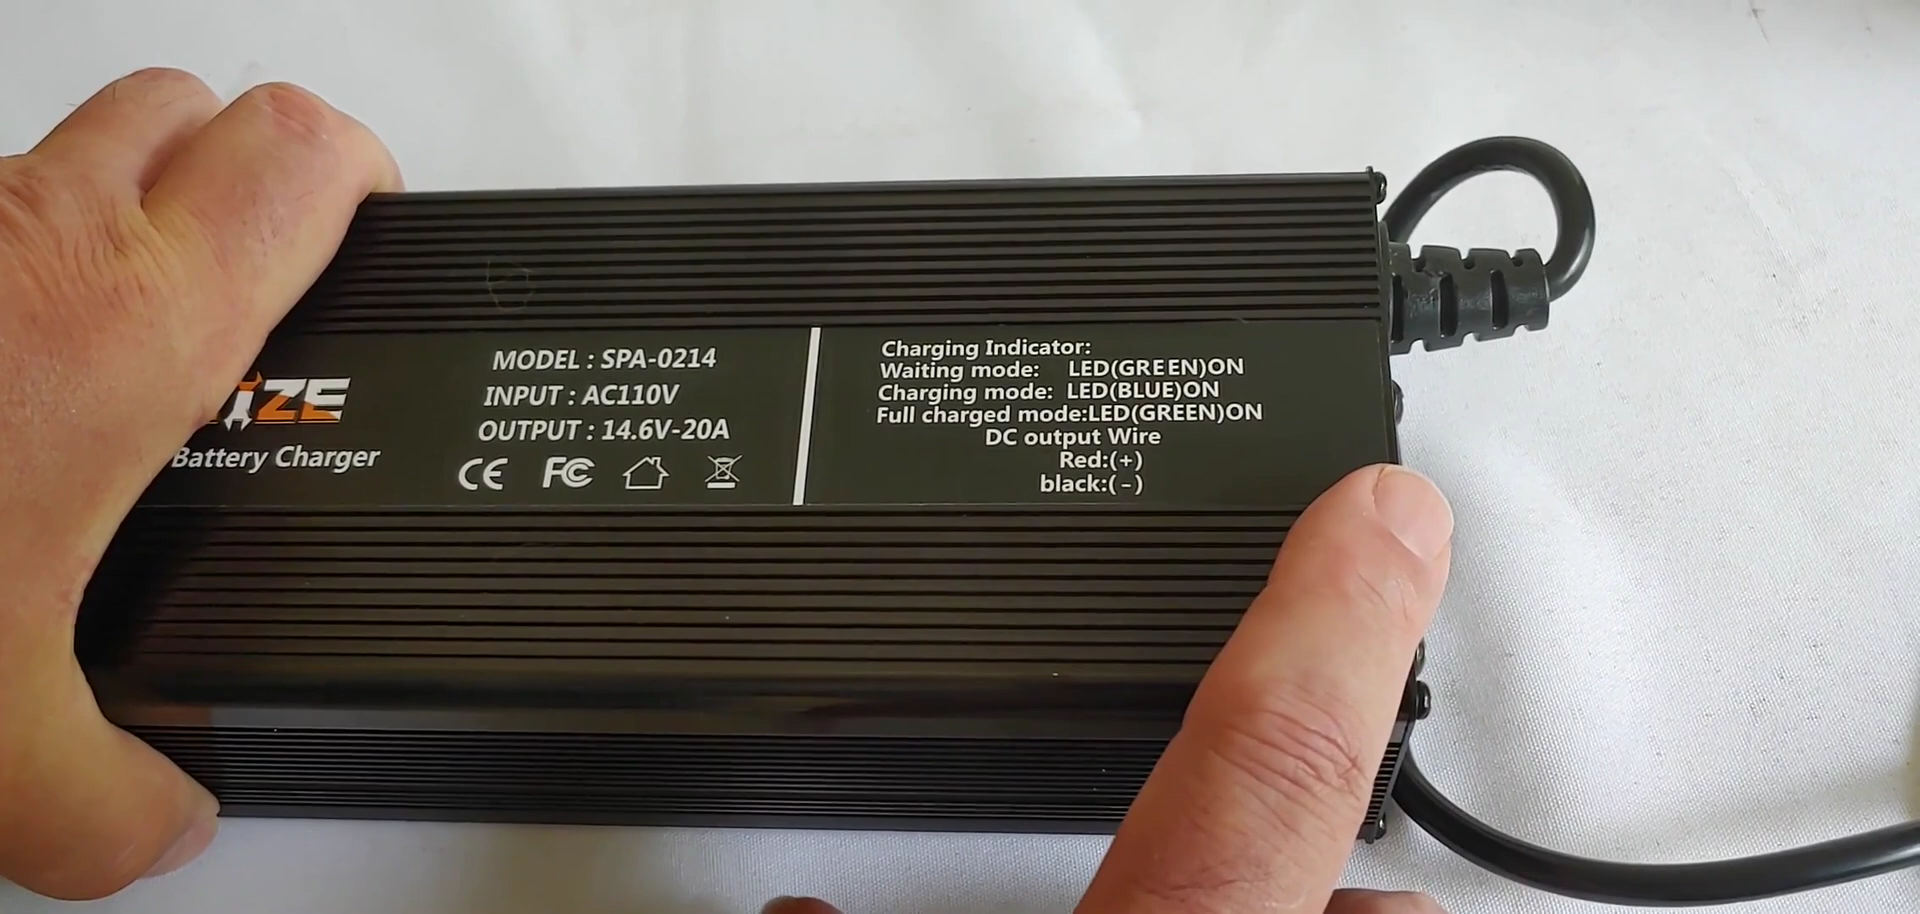 Battery Charger
MODEL : SPA-0214
INPUT : AC110V
OUTPUT : 14.6V-20A
CE FC
Charging Indicator:
Waiting mode: LED(GREEN)ON
Charging mode: LED(BLUE)ON
Full charged mode:LED(GREEN)ON
DC output Wire
Red:(+)
black:(-)